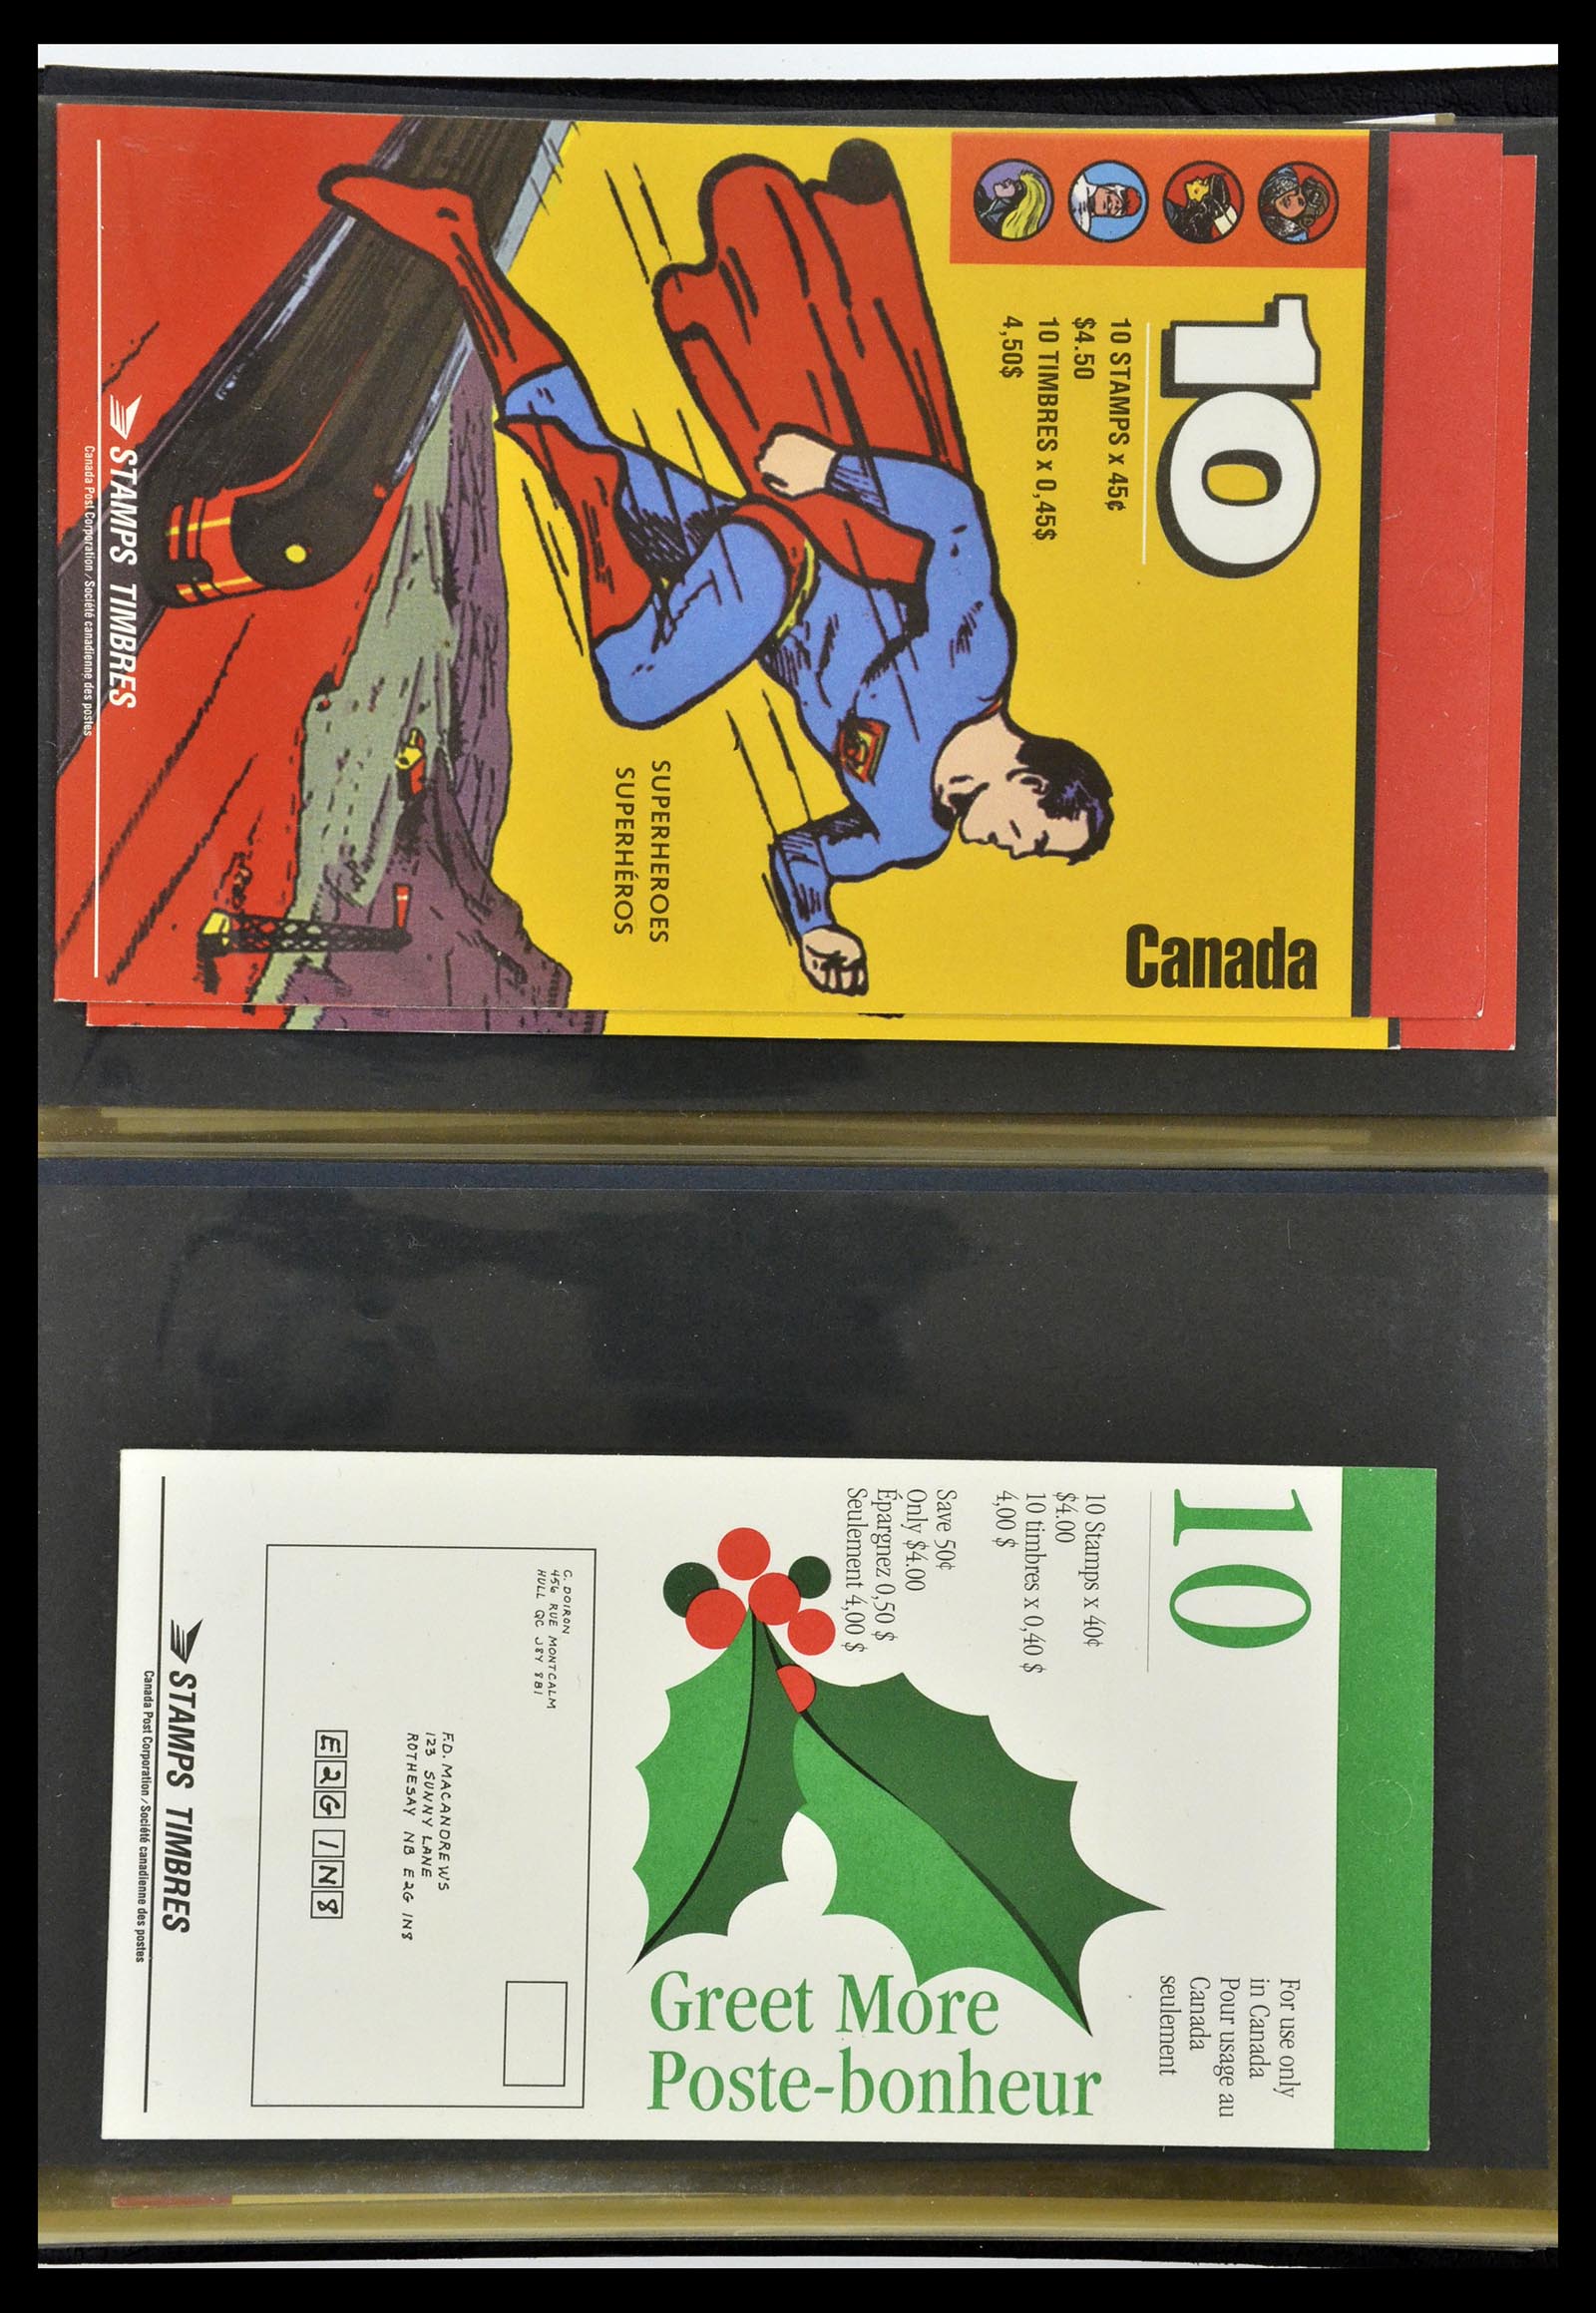 10
10 STAMPS x 45¢
$4.50
10 TIMBRES x 0,45$
4,50$
Canada
SUPERHEROES
SUPERHÉROS
STAMPS TIMBRES
Canada Post Corporation / Société canadienne des postes
10
10 Stamps x 40¢
$4.00
10 timbres x 0,40 $
4,00 $
Save 50¢
Only $4.00
Épargnez 0,50 $
Seulement 4,00 $
For use only
in Canada
Pour usage au
Canada
seulement
Greet More
Poste-bonheur
C. DOIRON
456 RUE MONTCALM
HULL QC J8Y 8B1
F.D. MACANDREWS
123 SUNNY LANE
ROTHESAY NB E2G 1N8
E2G 1N8
STAMPS TIMBRES
Canada Post Corporation / Société canadienne des postes